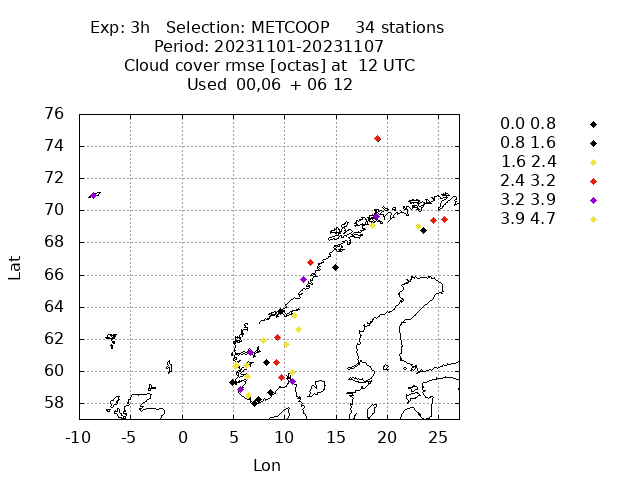 Exp: 3h   Selection: METCOOP     34 stations
Period: 20231101-20231107
Cloud cover rmse [octas] at  12 UTC
Used  00,06  + 06 12
76
74
72
70
68
66
64
62
60
58
-10 -5 0 5 10 15 20 25
Lat
Lon
0.0 0.8
0.8 1.6
1.6 2.4
2.4 3.2
3.2 3.9
3.9 4.7